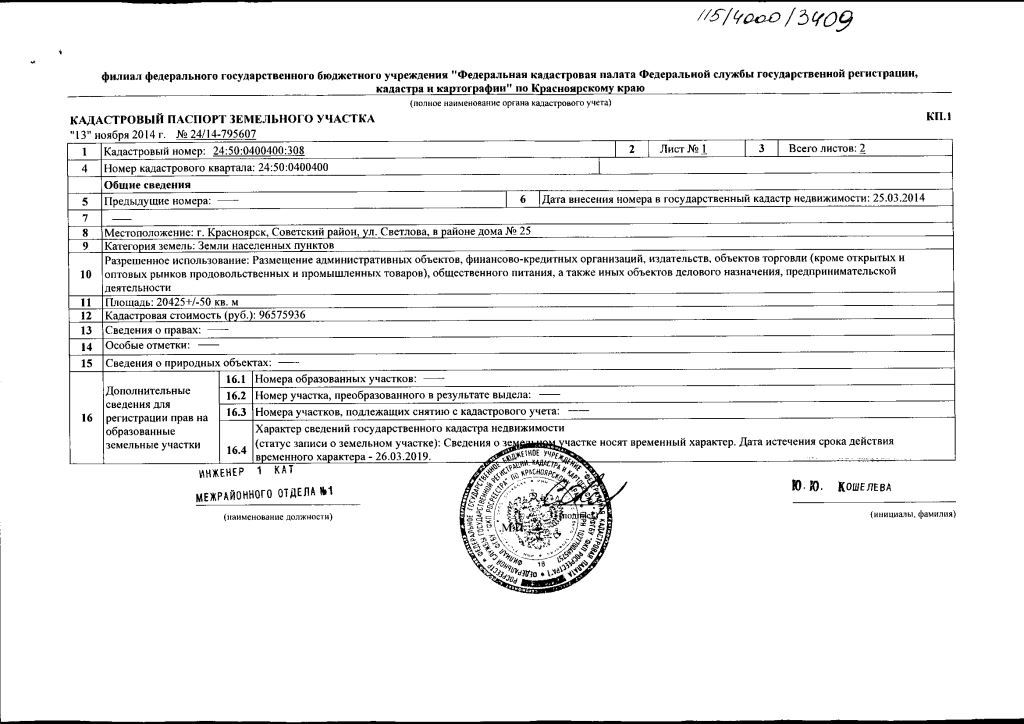 115/4000/3409
филиал федерального государственного бюджетного учреждения "Федеральная кадастровая палата Федеральной службы государственной регистрации,
кадастра и картографии" по Красноярскому краю
(полное наименование органа кадастрового учета)
КАДАСТРОВЫЙ ПАСПОРТ ЗЕМЕЛЬНОГО УЧАСТКА КП.1
"13" ноября 2014 г. № 24/14-795607
1 Кадастровый номер: 24:50:0400400:308 2 Лист № 1 3 Всего листов: 2
4 Номер кадастрового квартала: 24:50:0400400
Общие сведения
5 Предыдущие номера: —— 6 Дата внесения номера в государственный кадастр недвижимости: 25.03.2014
7 ——
8 Местоположение: г. Красноярск, Советский район, ул. Светлова, в районе дома № 25
9 Категория земель: Земли населенных пунктов
10 Разрешенное использование: Размещение административных объектов, финансово-кредитных организаций, издательств, объектов торговли (кроме открытых и
оптовых рынков продовольственных и промышленных товаров), общественного питания, а также иных объектов делового назначения, предпринимательской
деятельности
11 Площадь: 20425+/-50 кв. м
12 Кадастровая стоимость (руб.): 96575936
13 Сведения о правах: ——
14 Особые отметки: ——
15 Сведения о природных объектах: ——
16 Дополнительные
сведения для
регистрации прав на
образованные
земельные участки
16.1 Номера образованных участков: ——
16.2 Номер участка, преобразованного в результате выдела: ——
16.3 Номера участков, подлежащих снятию с кадастрового учета: ——
16.4 Характер сведений государственного кадастра недвижимости
(статус записи о земельном участке): Сведения о земельном участке носят временный характер. Дата истечения срока действия
временного характера - 26.03.2019.
ИНЖЕНЕР 1 КАТ
МЕЖРАЙОННОГО ОТДЕЛА №1
(наименование должности)
М.П.
18
Ю.Ю. КОШЕЛЕВА
(инициалы, фамилия)